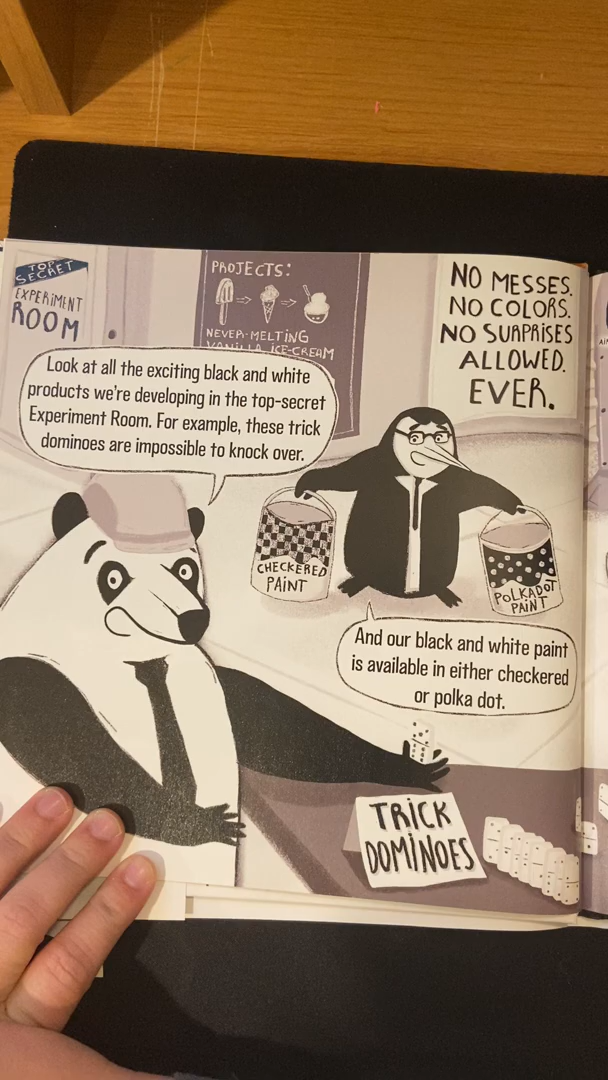 TOP
SECRET
EXPERIMENT
ROOM
PROJECTS:
NEVER-MELTING
VANILLA ICE-CREAM
NO MESSES.
NO COLORS.
NO SURPRISES
ALLOWED.
EVER.
Look at all the exciting black and white
products we're developing in the top-secret
Experiment Room. For example, these trick
dominoes are impossible to knock over.
CHECKERED
PAINT
POLKADOT
PAINT
And our black and white paint
is available in either checkered
or polka dot.
TRICK
DOMINOES